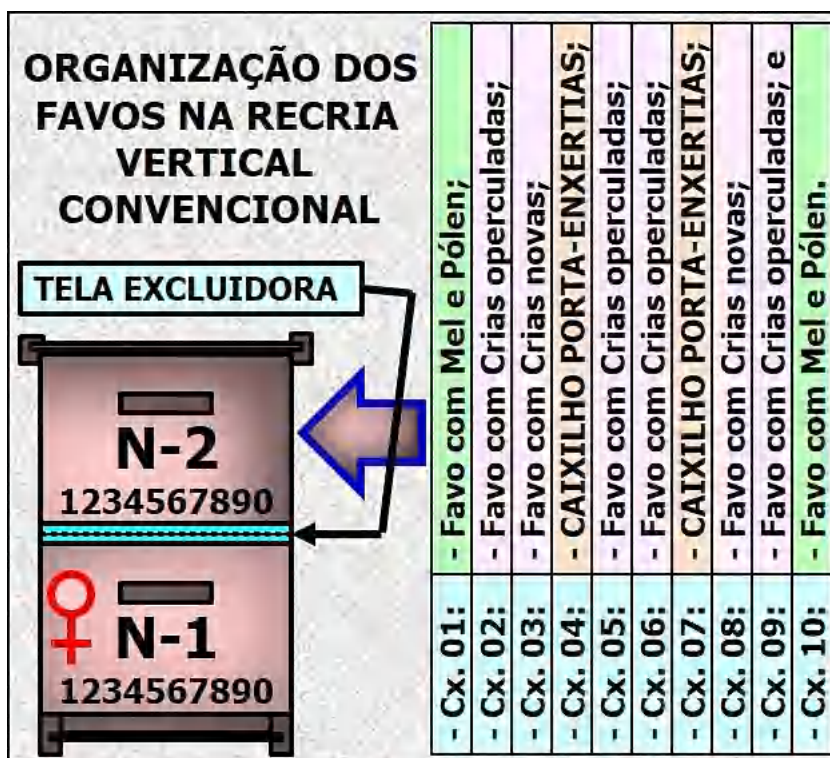 ORGANIZAÇÃO DOS
FAVOS NA RECRIA
VERTICAL
CONVENCIONAL
TELA EXCLUIDORA
N-2
1234567890
N-1
1234567890
- Cx. 01: - Favo com Mel e Pólen;
- Cx. 02: - Favo com Crias operculadas;
- Cx. 03: - Favo com Crias novas;
- Cx. 04: - CAIXILHO PORTA-ENXERTIAS;
- Cx. 05: - Favo com Crias operculadas;
- Cx. 06: - Favo com Crias operculadas;
- Cx. 07: - CAIXILHO PORTA-ENXERTIAS;
- Cx. 08: - Favo com Crias novas;
- Cx. 09: - Favo com Crias operculadas; e
- Cx. 10: - Favo com Mel e Pólen.